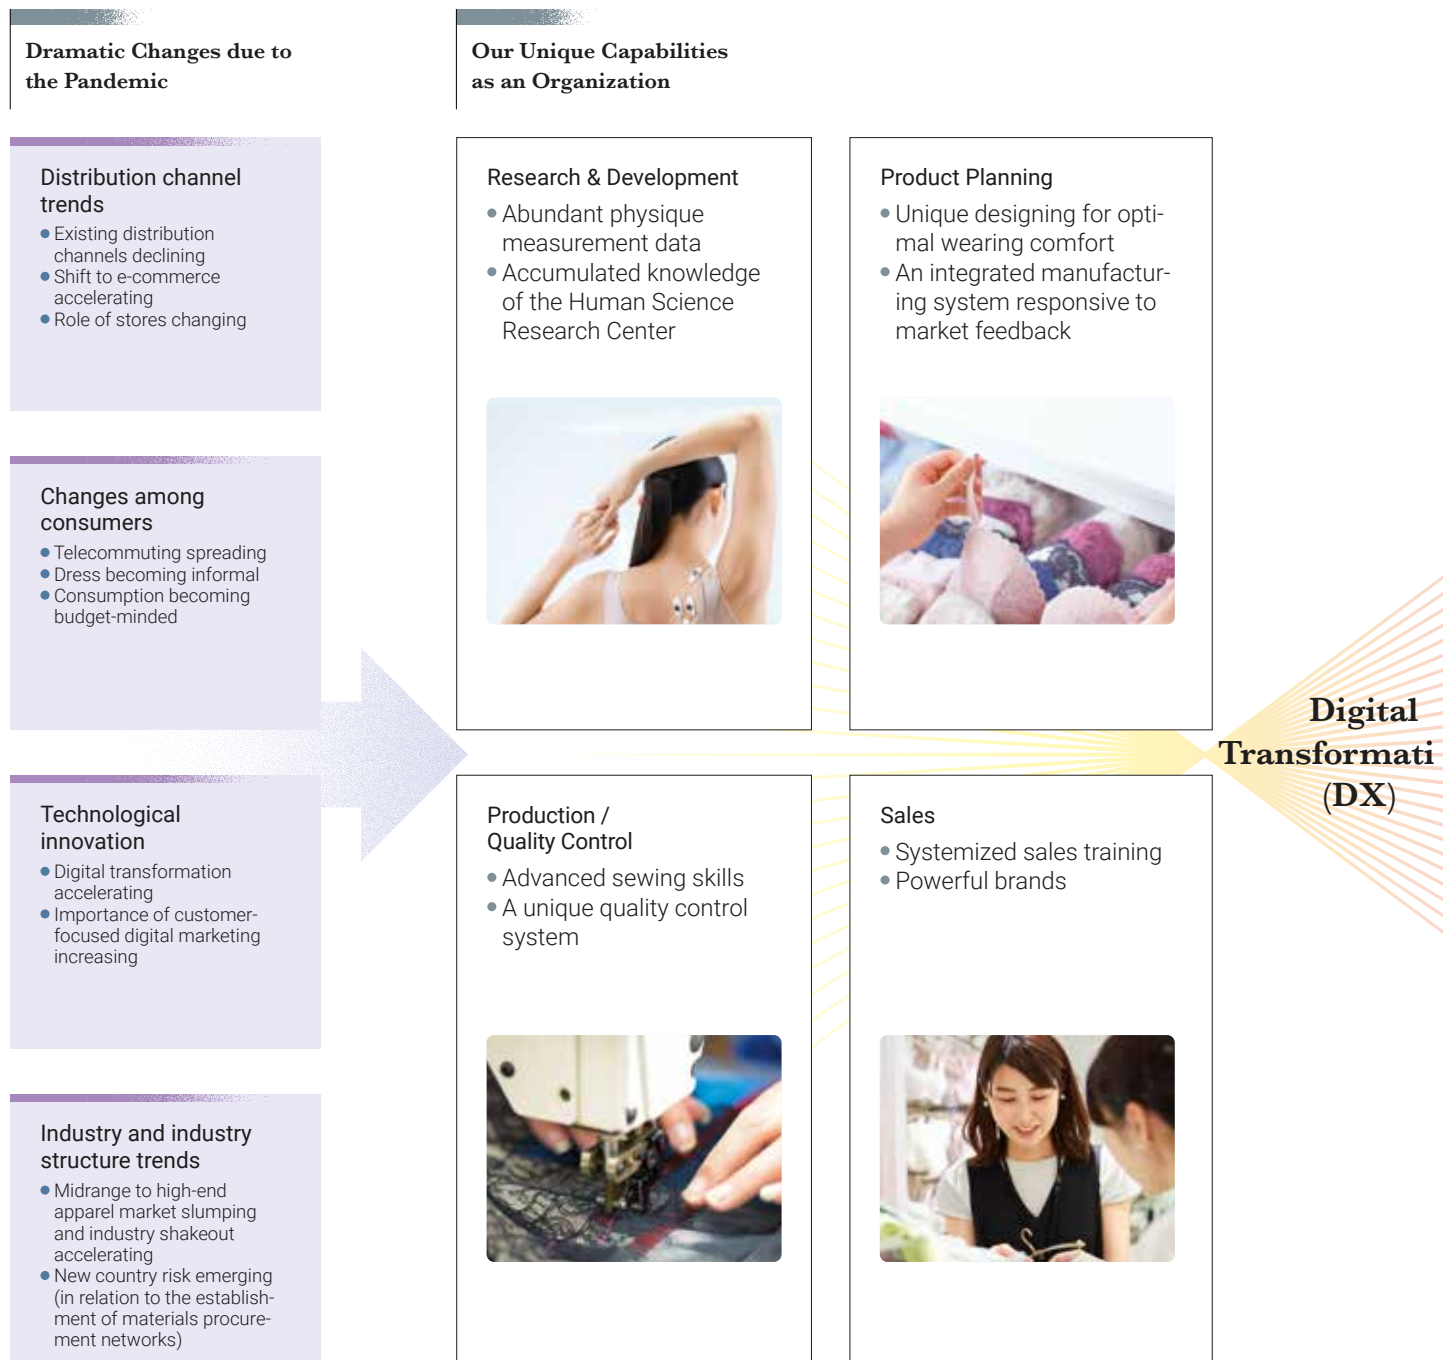 Dramatic Changes due to
the Pandemic
Our Unique Capabilities
as an Organization
Distribution channel
trends
• Existing distribution
channels declining
• Shift to e-commerce
accelerating
• Role of stores changing
Changes among
consumers
• Telecommuting spreading
• Dress becoming informal
• Consumption becoming
budget-minded
Technological
innovation
• Digital transformation
accelerating
• Importance of customer-
focused digital marketing
increasing
Industry and industry
structure trends
• Midrange to high-end
apparel market slumping
and industry shakeout
accelerating
• New country risk emerging
(in relation to the establish-
ment of materials procure-
ment networks)
Research & Development
• Abundant physique
measurement data
• Accumulated knowledge
of the Human Science
Research Center
Product Planning
• Unique designing for opti-
mal wearing comfort
• An integrated manufactur-
ing system responsive to
market feedback
Production /
Quality Control
• Advanced sewing skills
• A unique quality control
system
Sales
• Systemized sales training
• Powerful brands
Digital
Transformati
(DX)